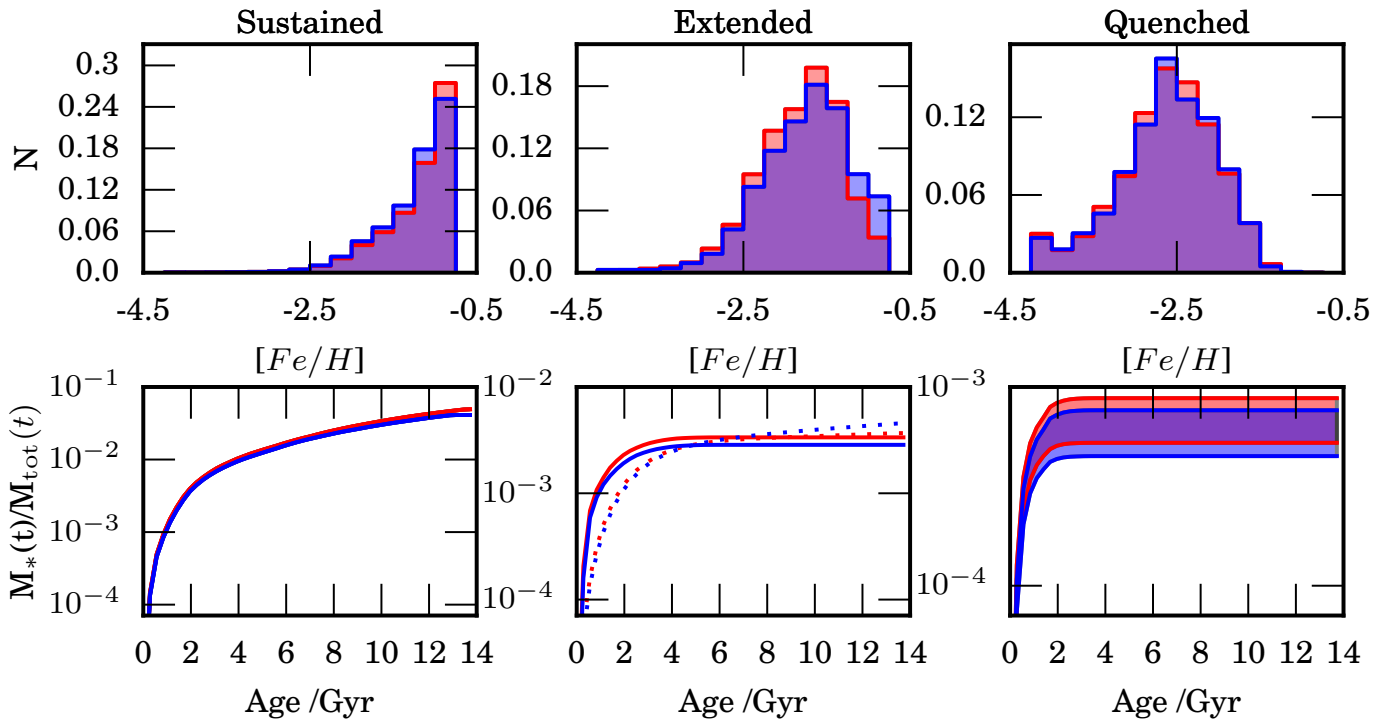 Sustained Extended Quenched
N
0.3
0.24
0.18
0.12
0.06
0.0
0.18
0.12
0.06
0.0
0.12
0.06
0.0
-4.5 -2.5 -0.5
-4.5 -2.5 -0.5
-4.5 -2.5 -0.5
[Fe/H] [Fe/H] [Fe/H]
M*(t)/Mtot(t
10^-1
10^-2
10^-3
10^-4
10^-2
10^-3
10^-4
10^-3
10^-4
0 2 4 6 8 10 12 14
0 2 4 6 8 10 12 14
0 2 4 6 8 10 12 14
Age /Gyr Age /Gyr Age /Gyr